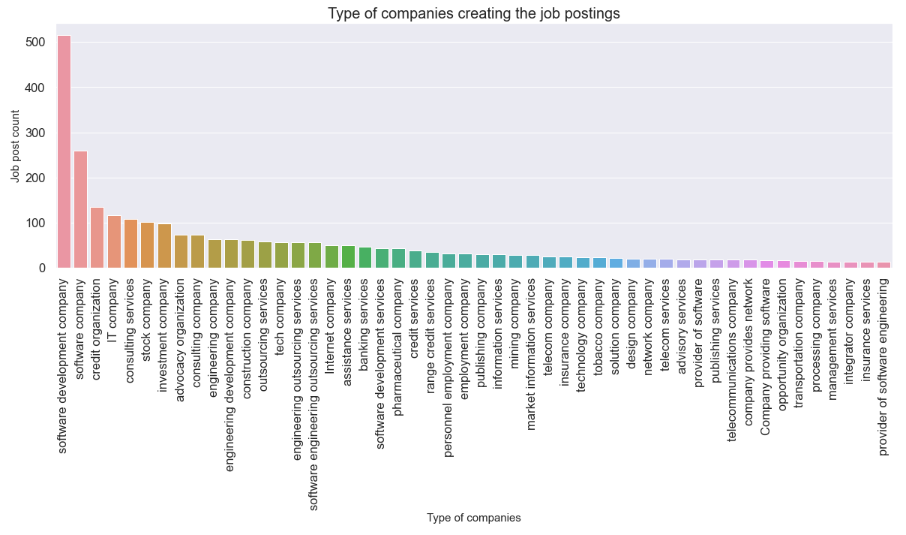 Type of companies creating the job postings
Job post count
500
400
300
200
100
0
software development company
software company
credit organization
IT company
consulting services
stock company
investment company
advocacy organization
consulting company
engineering company
engineering development company
construction company
outsourcing services
tech company
engineering outsourcing services
software engineering outsourcing services
Internet company
assistance services
banking services
software development services
pharmaceutical company
credit services
range credit services
personnel employment company
employment company
publishing company
information services
mining company
market information services
telecom company
insurance company
technology company
tobacco company
solution company
design company
network company
telecom services
advisory services
provider of software
publishing services
telecommunications company
company provides network
Company providing software
opportunity organization
transportation company
processing company
management services
integrator company
insurance services
provider of software engineering
Type of companies